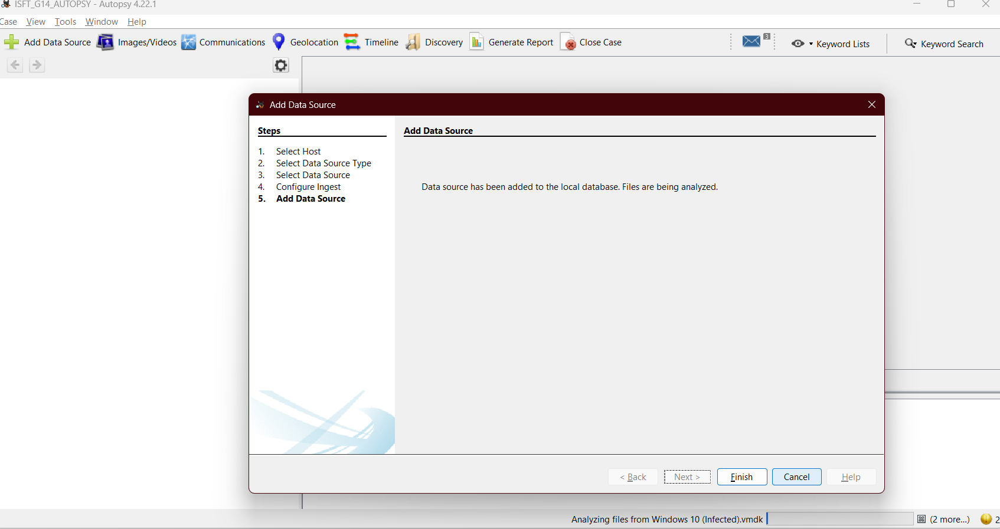 ISFT_G14_AUTOPSY - Autopsy 4.22.1
Case View Tools Window Help
Add Data Source Images/Videos Communications Geolocation Timeline Discovery Generate Report Close Case 3 Keyword Lists Keyword Search
Add Data Source
Steps
1. Select Host
2. Select Data Source Type
3. Select Data Source
4. Configure Ingest
5. Add Data Source
Add Data Source
Data source has been added to the local database. Files are being analyzed.
< Back Next > Finish Cancel Help
Analyzing files from Windows 10 (Infected).vmdk (2 more...) 2